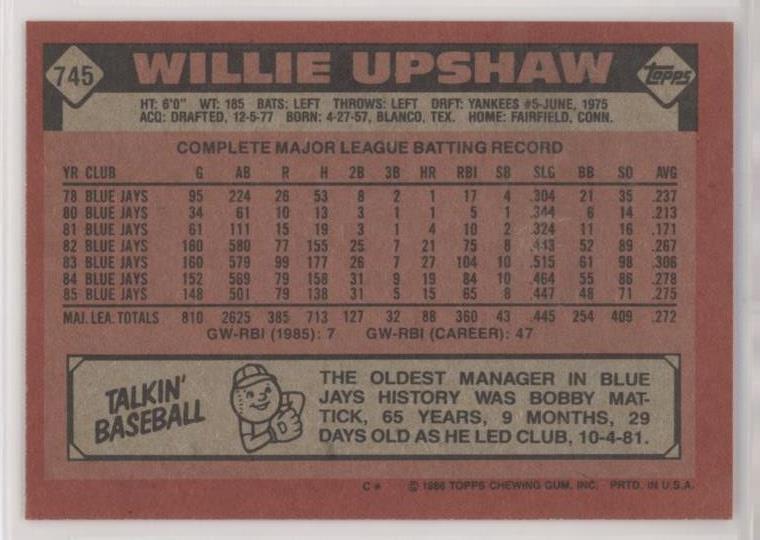 745 WILLIE UPSHAW topps
HT: 6'0" WT: 185 BATS: LEFT THROWS: LEFT DRFT: YANKEES #5-JUNE, 1975
ACQ: DRAFTED, 12-5-77 BORN: 4-27-57, BLANCO, TEX. HOME: FAIRFIELD, CONN.
COMPLETE MAJOR LEAGUE BATTING RECORD
YR CLUB G AB R H 2B 3B HR RBI SB SLG BB SO AVG
78 BLUE JAYS 95 224 26 53 8 2 1 17 4 .304 21 35 .237
80 BLUE JAYS 34 61 10 13 3 1 1 5 1 .344 6 14 .213
81 BLUE JAYS 61 111 15 19 3 1 4 10 2 .324 11 16 .171
82 BLUE JAYS 160 580 77 155 25 7 21 75 8 .443 52 89 .267
83 BLUE JAYS 160 579 99 177 26 7 27 104 10 .515 61 98 .306
84 BLUE JAYS 152 569 79 158 31 9 19 84 10 .464 55 86 .278
85 BLUE JAYS 148 501 79 138 31 5 15 65 8 .447 48 71 .275
MAJ. LEA. TOTALS 810 2625 385 713 127 32 88 360 43 .445 254 409 .272
GW-RBI (1985): 7 GW-RBI (CAREER): 47
TALKIN'
BASEBALL
D
THE OLDEST MANAGER IN BLUE
JAYS HISTORY WAS BOBBY MAT-
TICK, 65 YEARS, 9 MONTHS, 29
DAYS OLD AS HE LED CLUB, 10-4-81.
C* © 1986 TOPPS CHEWING GUM, INC. PRTD. IN U.S.A.